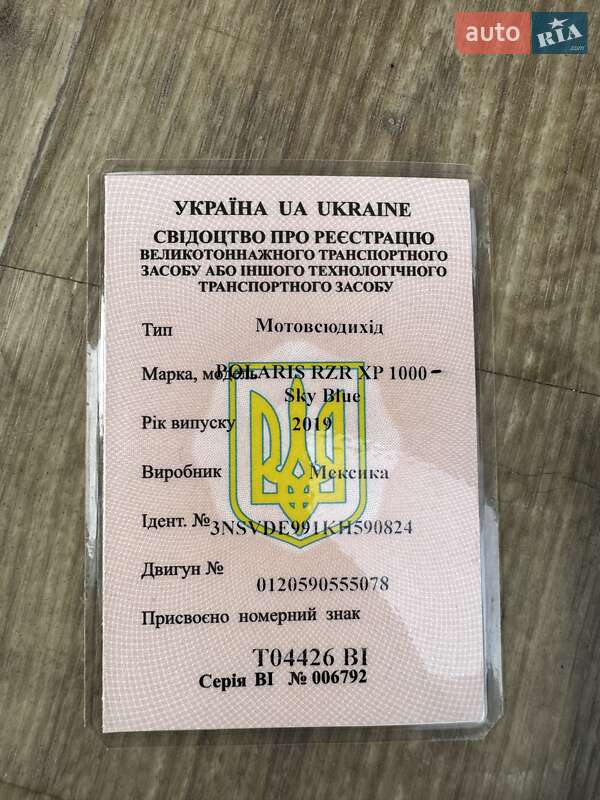 auto RIA.com
УКРАЇНА UA UKRAINE
СВІДОЦТВО ПРО РЕЄСТРАЦІЮ
ВЕЛИКОТОННАЖНОГО ТРАНСПОРТНОГО
ЗАСОБУ АБО ІНШОГО ТЕХНОЛОГІЧНОГО
ТРАНСПОРТНОГО ЗАСОБУ
Тип Мотовсюдихід
Марка, модель POLARIS RZR XP 1000-
Sky Blue
Рік випуску 2019
Виробник Мексика
Ідент. № 3NSVDE991KH590824
Двигун № 0120590555078
Присвоєно номерний знак
Т04426 ВІ
Серія ВІ № 006792